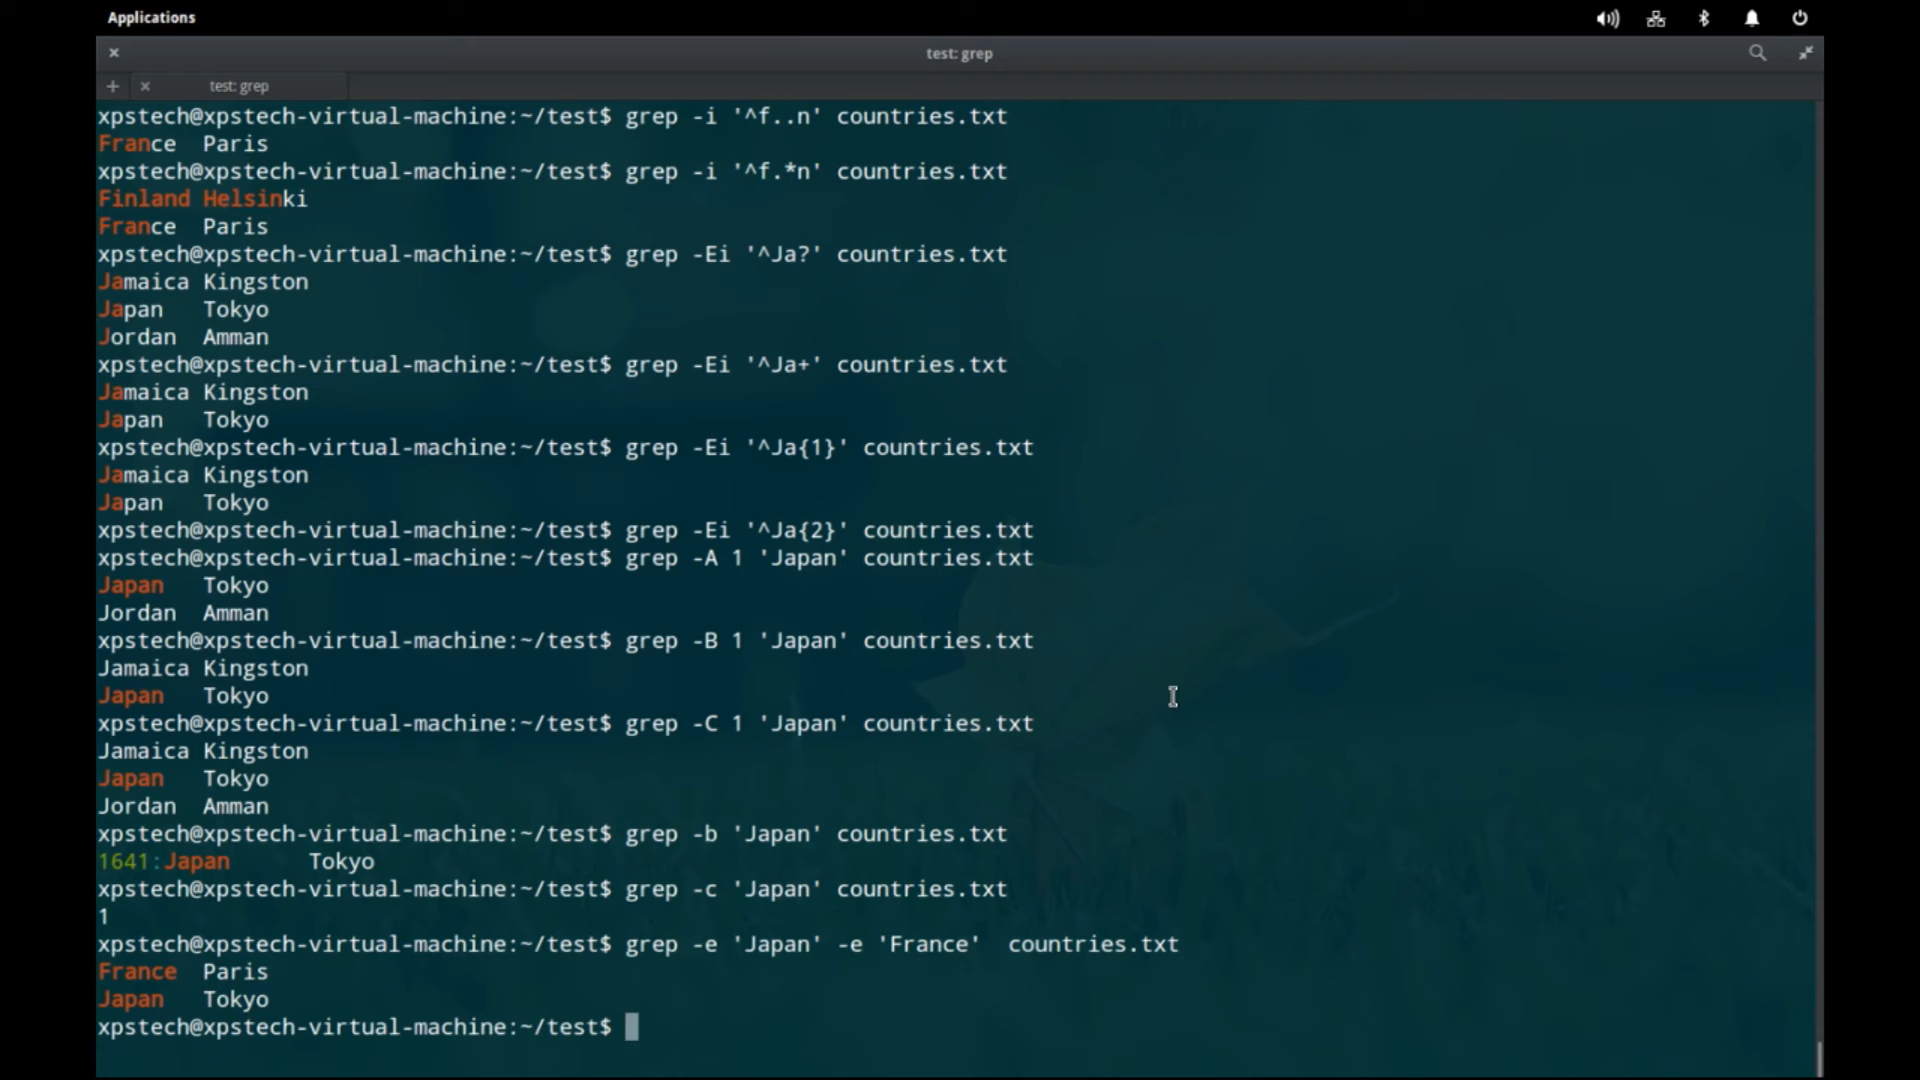 Applications
test: grep
test: grep
xpstech@xpstech-virtual-machine:~/test$ grep -i '^f..n' countries.txt
France  Paris
xpstech@xpstech-virtual-machine:~/test$ grep -i '^f.*n' countries.txt
Finland Helsinki
France  Paris
xpstech@xpstech-virtual-machine:~/test$ grep -Ei '^Ja?' countries.txt
Jamaica Kingston
Japan   Tokyo
Jordan  Amman
xpstech@xpstech-virtual-machine:~/test$ grep -Ei '^Ja+' countries.txt
Jamaica Kingston
Japan   Tokyo
xpstech@xpstech-virtual-machine:~/test$ grep -Ei '^Ja{1}' countries.txt
Jamaica Kingston
Japan   Tokyo
xpstech@xpstech-virtual-machine:~/test$ grep -Ei '^Ja{2}' countries.txt
xpstech@xpstech-virtual-machine:~/test$ grep -A 1 'Japan' countries.txt
Japan   Tokyo
Jordan  Amman
xpstech@xpstech-virtual-machine:~/test$ grep -B 1 'Japan' countries.txt
Jamaica Kingston
Japan   Tokyo
xpstech@xpstech-virtual-machine:~/test$ grep -C 1 'Japan' countries.txt
Jamaica Kingston
Japan   Tokyo
Jordan  Amman
xpstech@xpstech-virtual-machine:~/test$ grep -b 'Japan' countries.txt
1641:Japan      Tokyo
xpstech@xpstech-virtual-machine:~/test$ grep -c 'Japan' countries.txt
1
xpstech@xpstech-virtual-machine:~/test$ grep -e 'Japan' -e 'France'  countries.txt
France  Paris
Japan   Tokyo
xpstech@xpstech-virtual-machine:~/test$